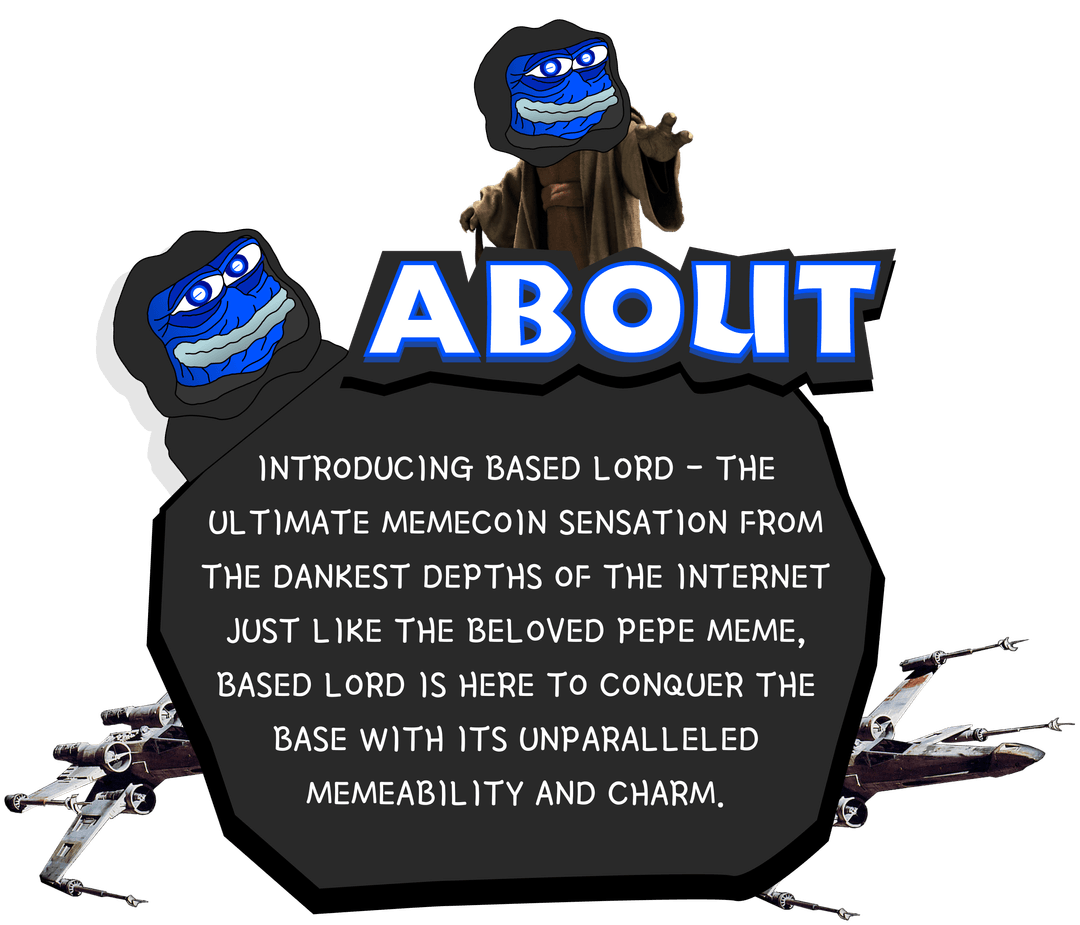 ABOUT
INTRODUCING BASED LORD - THE
ULTIMATE MEMECOIN SENSATION FROM
THE DANKEST DEPTHS OF THE INTERNET
JUST LIKE THE BELOVED PEPE MEME,
BASED LORD IS HERE TO CONQUER THE
BASE WITH ITS UNPARALLELED
MEMEABILITY AND CHARM.